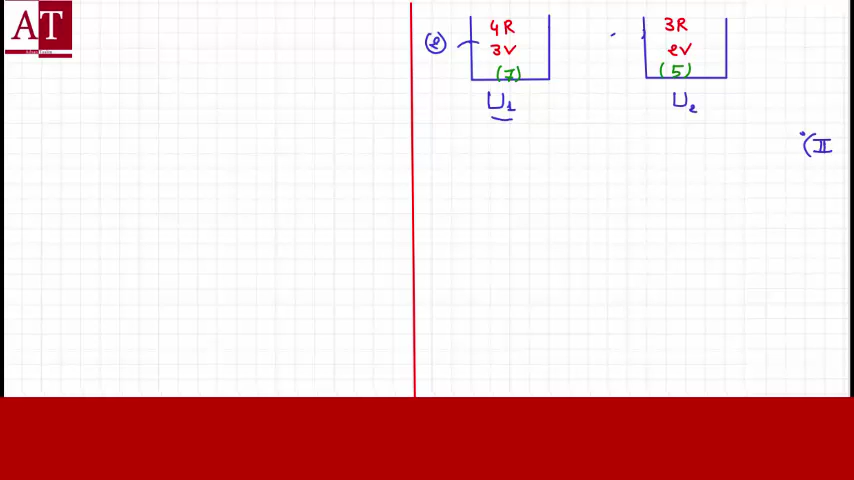 AT
4R
3V
(7)
U₁
3R
2V
(5)
U₂
(II